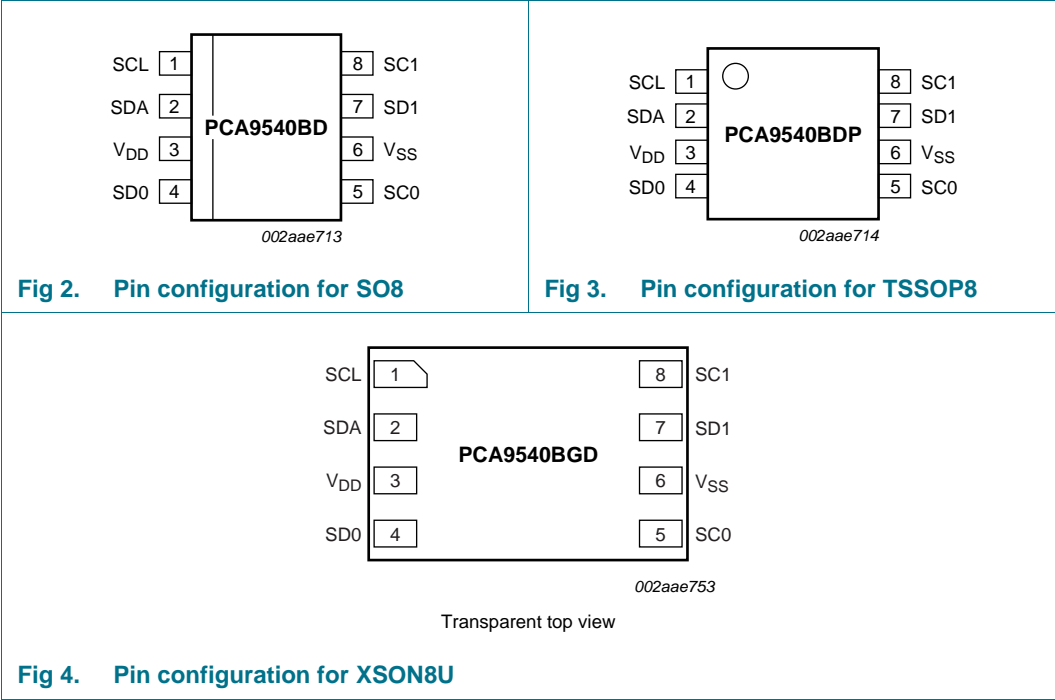 SCL 1 8 SC1
SDA 2 7 SD1
PCA9540BD
VDD 3 6 VSS
SD0 4 5 SC0
002aae713
Fig 2. Pin configuration for SO8
SCL 1 8 SC1
SDA 2 7 SD1
PCA9540BDP
VDD 3 6 VSS
SD0 4 5 SC0
002aae714
Fig 3. Pin configuration for TSSOP8
SCL 1 8 SC1
SDA 2 7 SD1
PCA9540BGD
VDD 3 6 VSS
SD0 4 5 SC0
002aae753
Transparent top view
Fig 4. Pin configuration for XSON8U